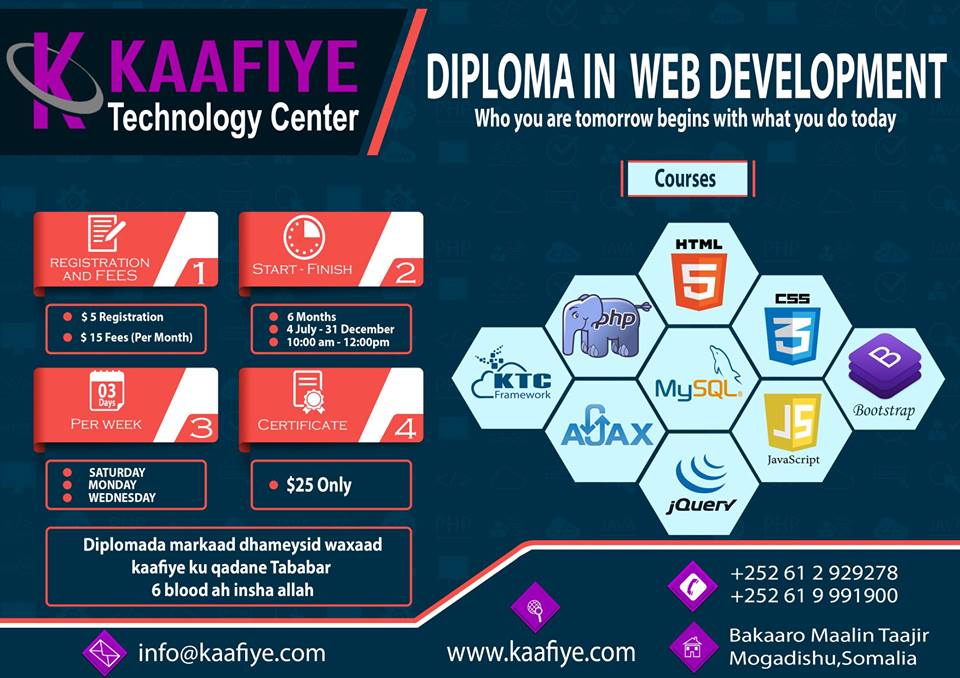 K KAAFIYE
Technology Center
DIPLOMA IN WEB DEVELOPMENT
Who you are tomorrow begins with what you do today
Courses
REGISTRATION
AND FEES
1
$ 5 Registration
$ 15 Fees (Per Month)
START - FINISH
2
6 Months
4 July - 31 December
10:00 am - 12:00pm
03
Days
PER WEEK
3
SATURDAY
MONDAY
WEDNESDAY
CERTIFICATE
4
$25 Only
Diplomada markaad dhameysid waxaad
kaafiye ku qadane Tababar
6 blood ah insha allah
HTML
5
php
CSS
3
KTC
Framework
MySQL
B
Bootstrap
AJAX
JS
JavaScript
jQuery
info@kaafiye.com
www.kaafiye.com
+252 61 2 929278
+252 61 9 991900
Bakaaro Maalin Taajir
Mogadishu,Somalia